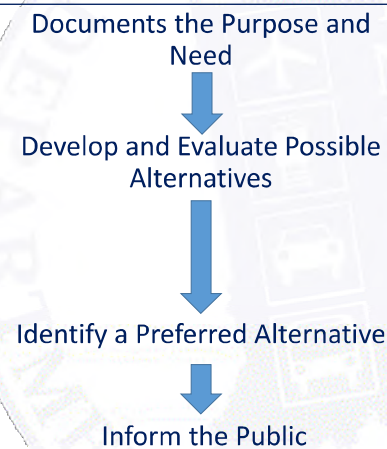 Documents the Purpose and
Need
Develop and Evaluate Possible
Alternatives
Identify a Preferred Alternative
Inform the Public